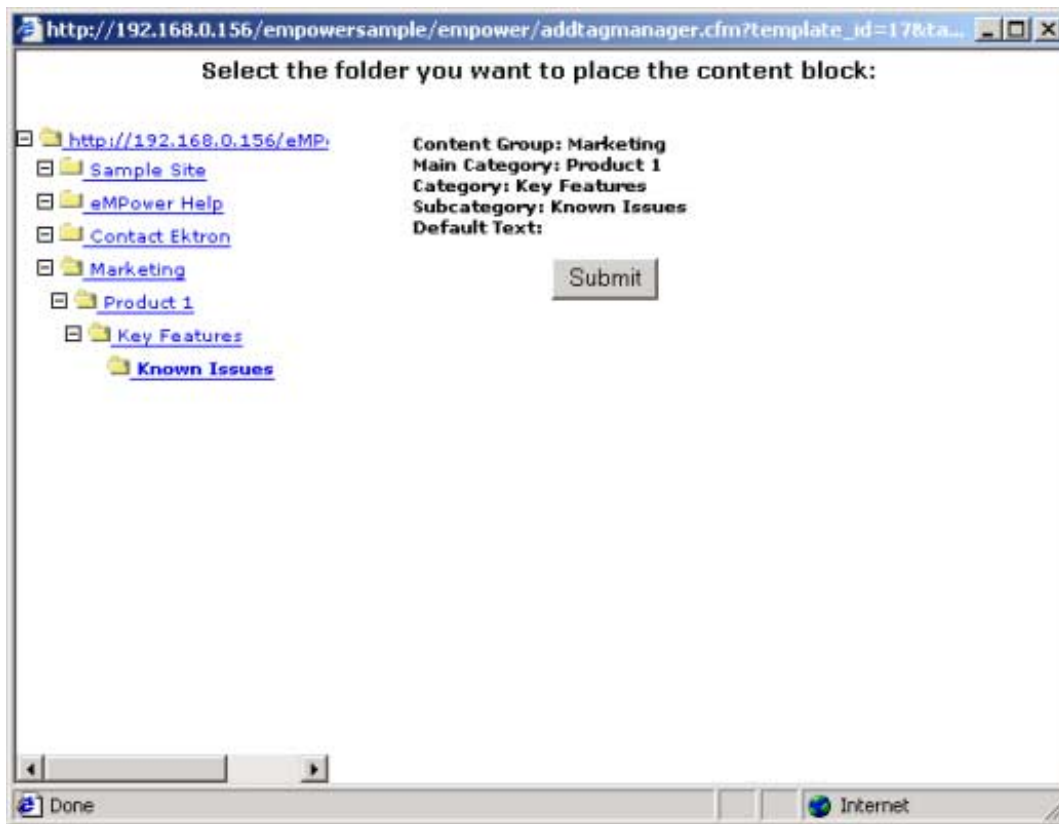 http://192.168.0.156/empowersample/empower/addtagmanager.cfm?template_id=17&ta...
Select the folder you want to place the content block:
http://192.168.0.156/eMP
Sample Site
eMPower Help
Contact Ektron
Marketing
Product 1
Key Features
Known Issues
Content Group: Marketing
Main Category: Product 1
Category: Key Features
Subcategory: Known Issues
Default Text:
Submit
Done
Internet